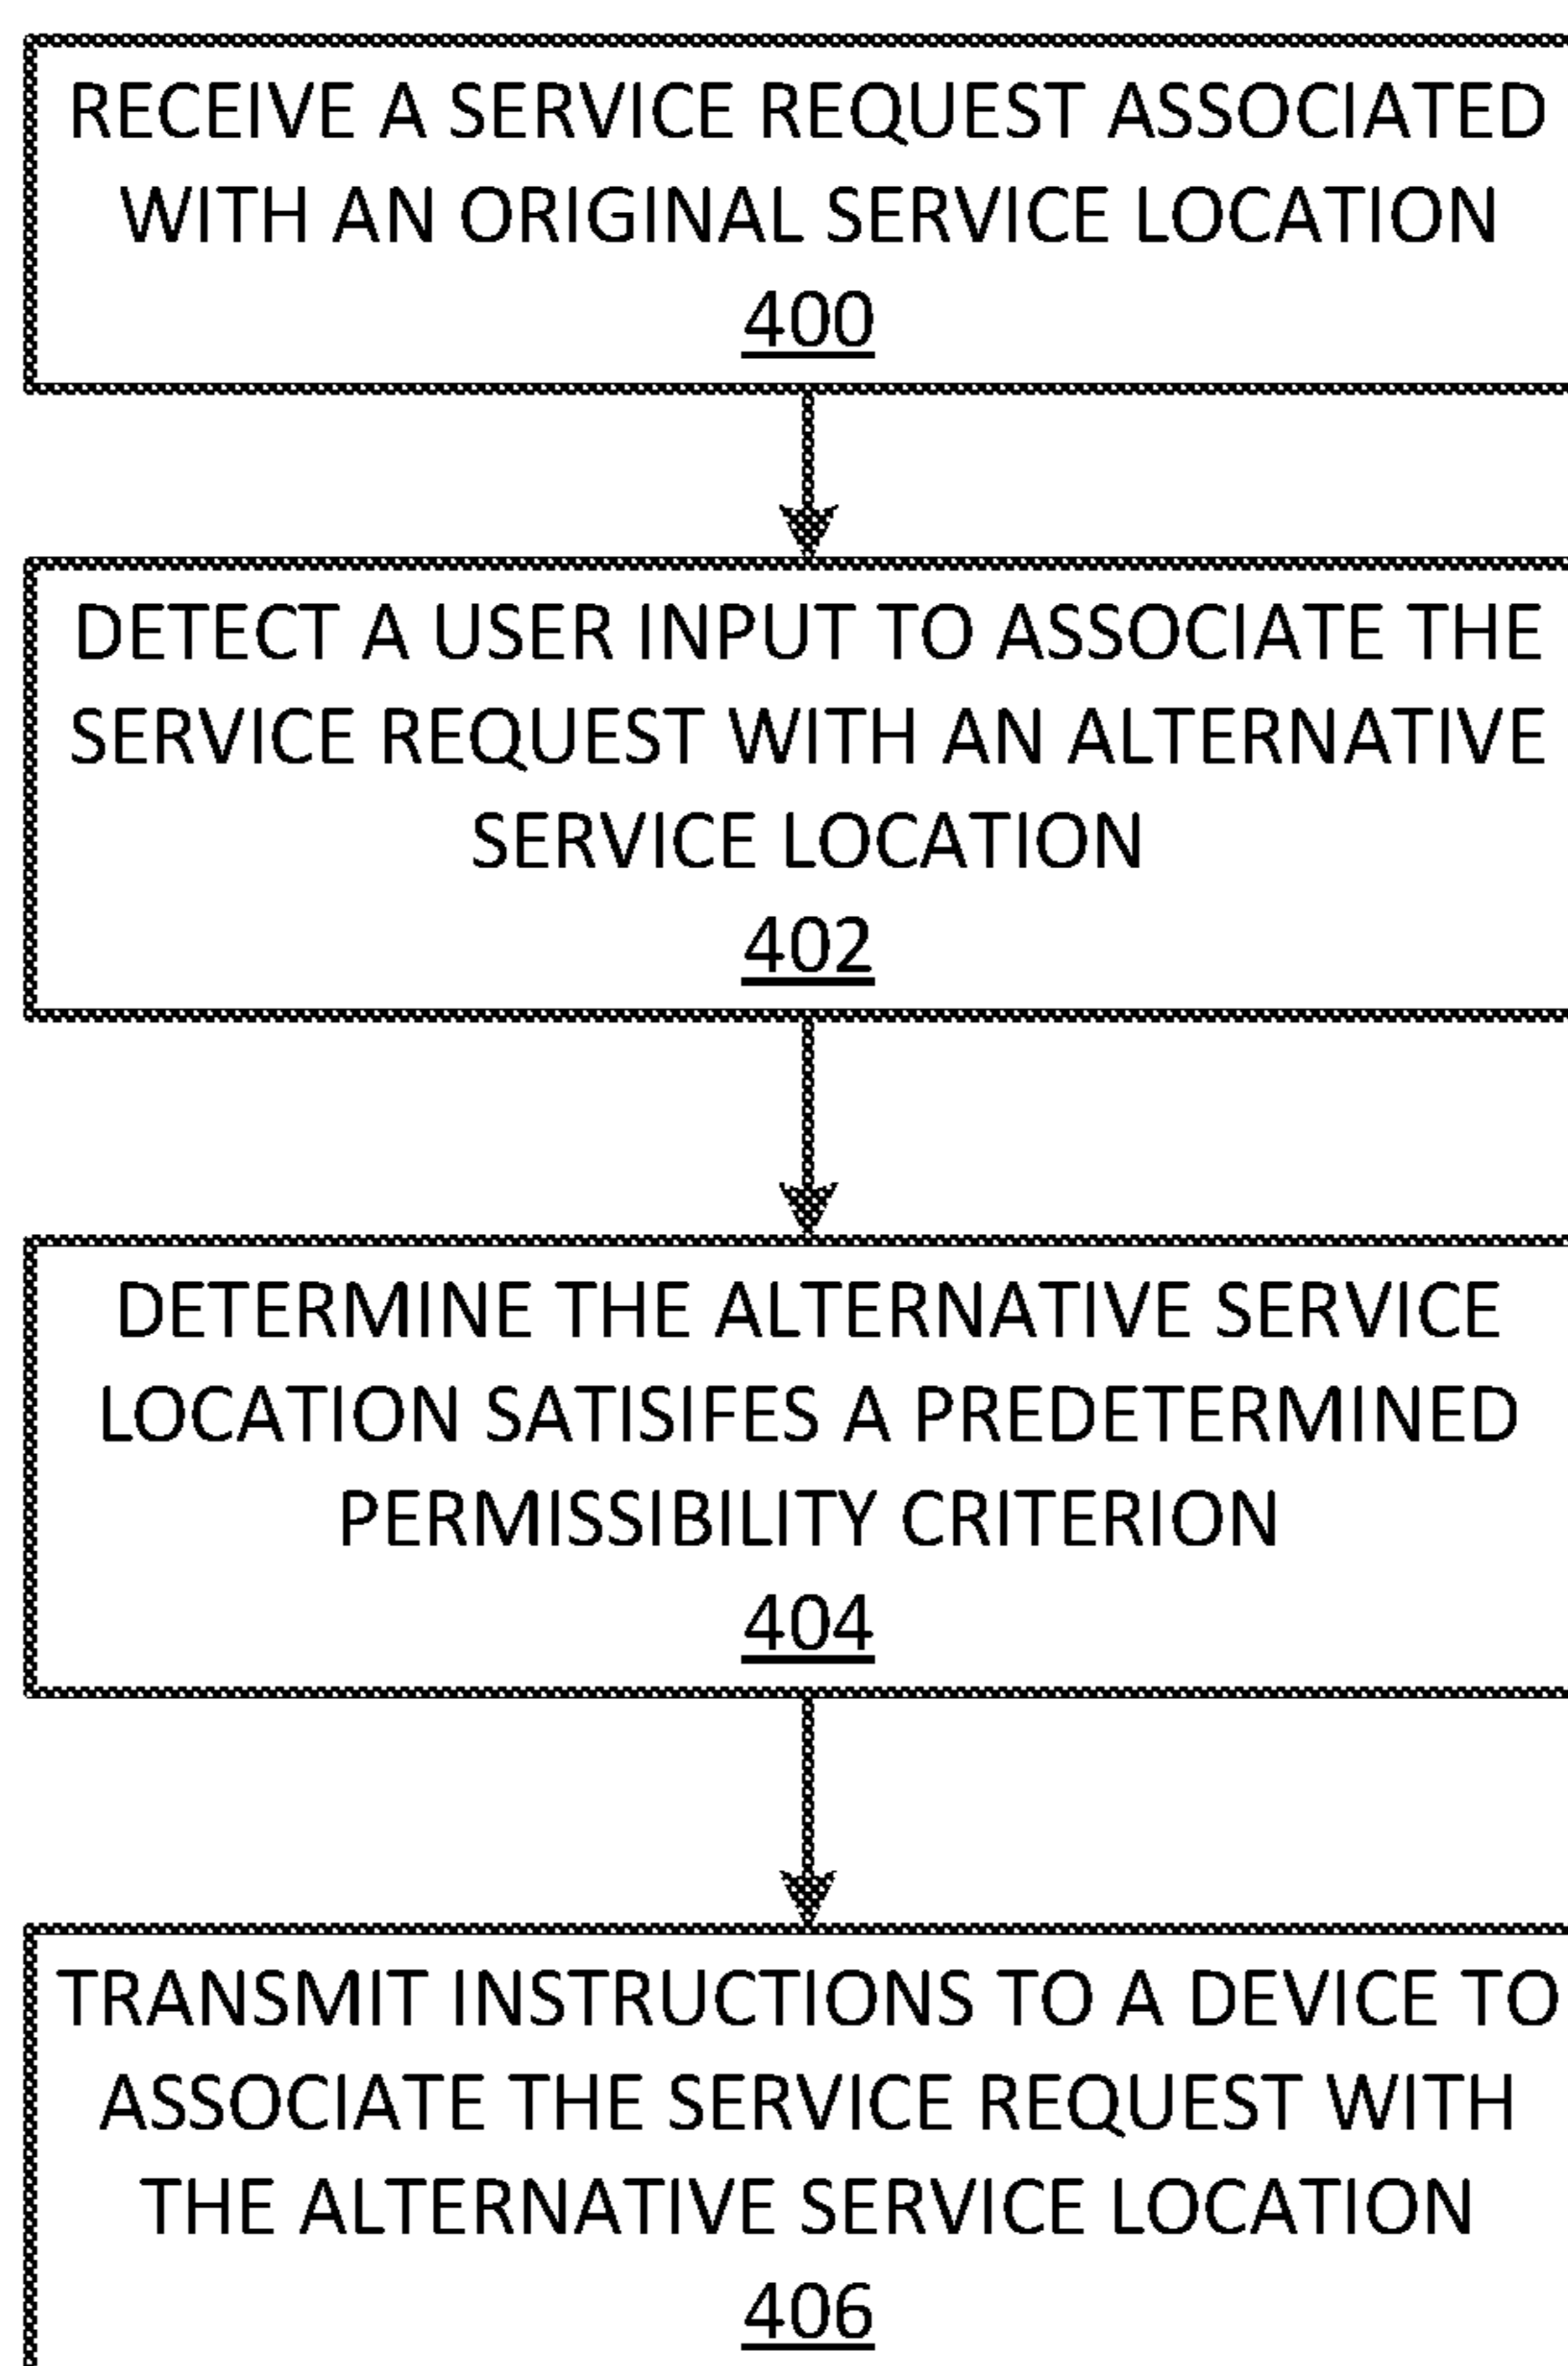 RECEIVE A SERVICE REQUEST ASSOCIATED
WITH AN ORIGINAL SERVICE LOCATION
400
DETECT A USER INPUT TO ASSOCIATE THE
SERVICE REQUEST WITH AN ALTERNATIVE
SERVICE LOCATION
402
DETERMINE THE ALTERNATIVE SERVICE
LOCATION SATISIFES A PREDETERMINED
PERMISSIBILITY CRITERION
404
TRANSMIT INSTRUCTIONS TO A DEVICE TO
ASSOCIATE THE SERVICE REQUEST WITH
THE ALTERNATIVE SERVICE LOCATION
406